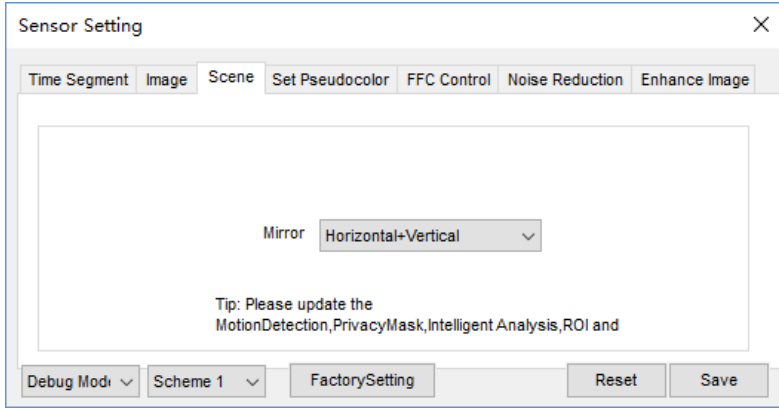 Sensor Setting
Time Segment Image Scene Set Pseudocolor FFC Control Noise Reduction Enhance Image
Mirror Horizontal+Vertical
Tip: Please update the
MotionDetection,PrivacyMask,Intelligent Analysis,ROI and
Debug Mod Scheme 1 FactorySetting Reset Save